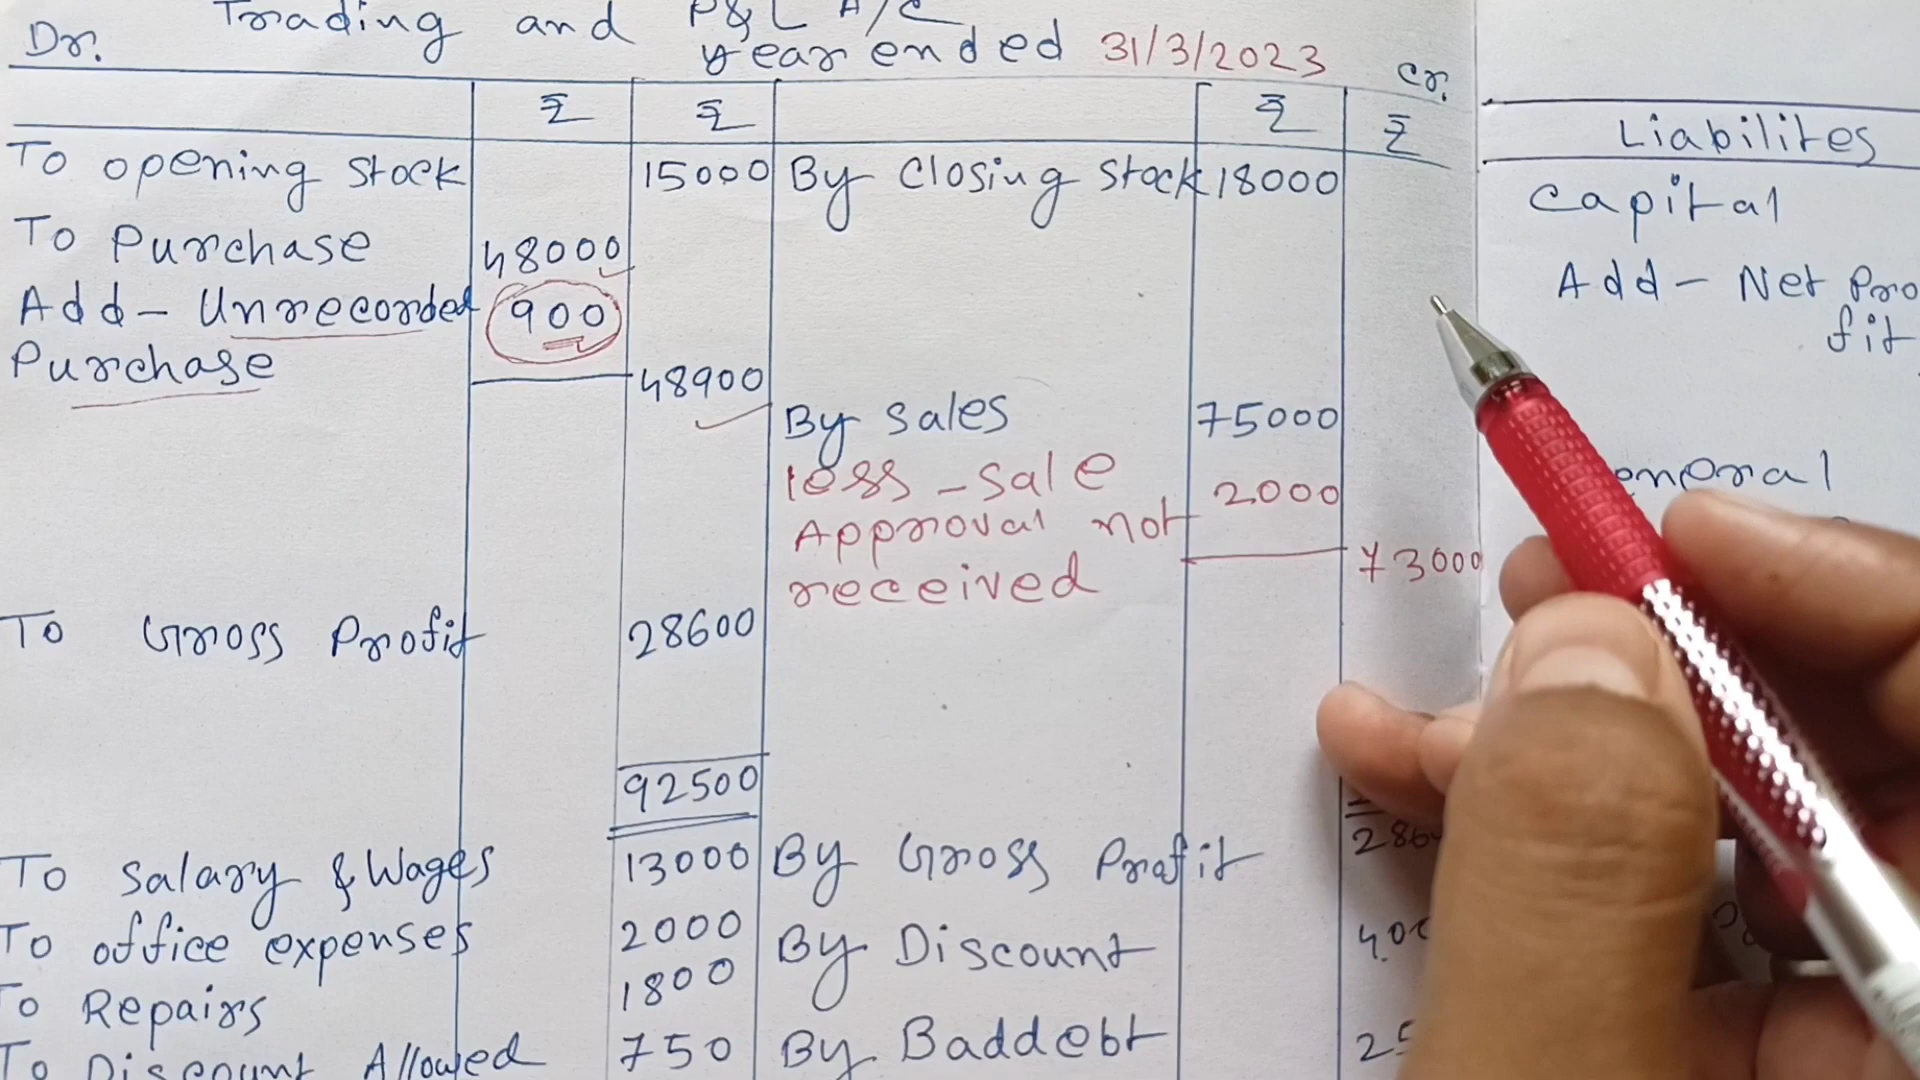 Trading and P&L A/C
Dr. year ended 31/3/2023 Cr.
₹ ₹ ₹ ₹
To opening stock 15000 By Closing Stock 18000
To Purchase 48000
Add - Unrecorded 900
Purchase 48900
By Sales 75000
less - Sale 2000
Approval not
received 73000
To Gross Profit 28600
92500
To Salary & Wages 13000 By Gross Profit
To office expenses 2000 By Discount
To Repairs 1800
To Discount Allowed 750 By Baddebt
Liabilites
Capital
Add - Net Pro
fit